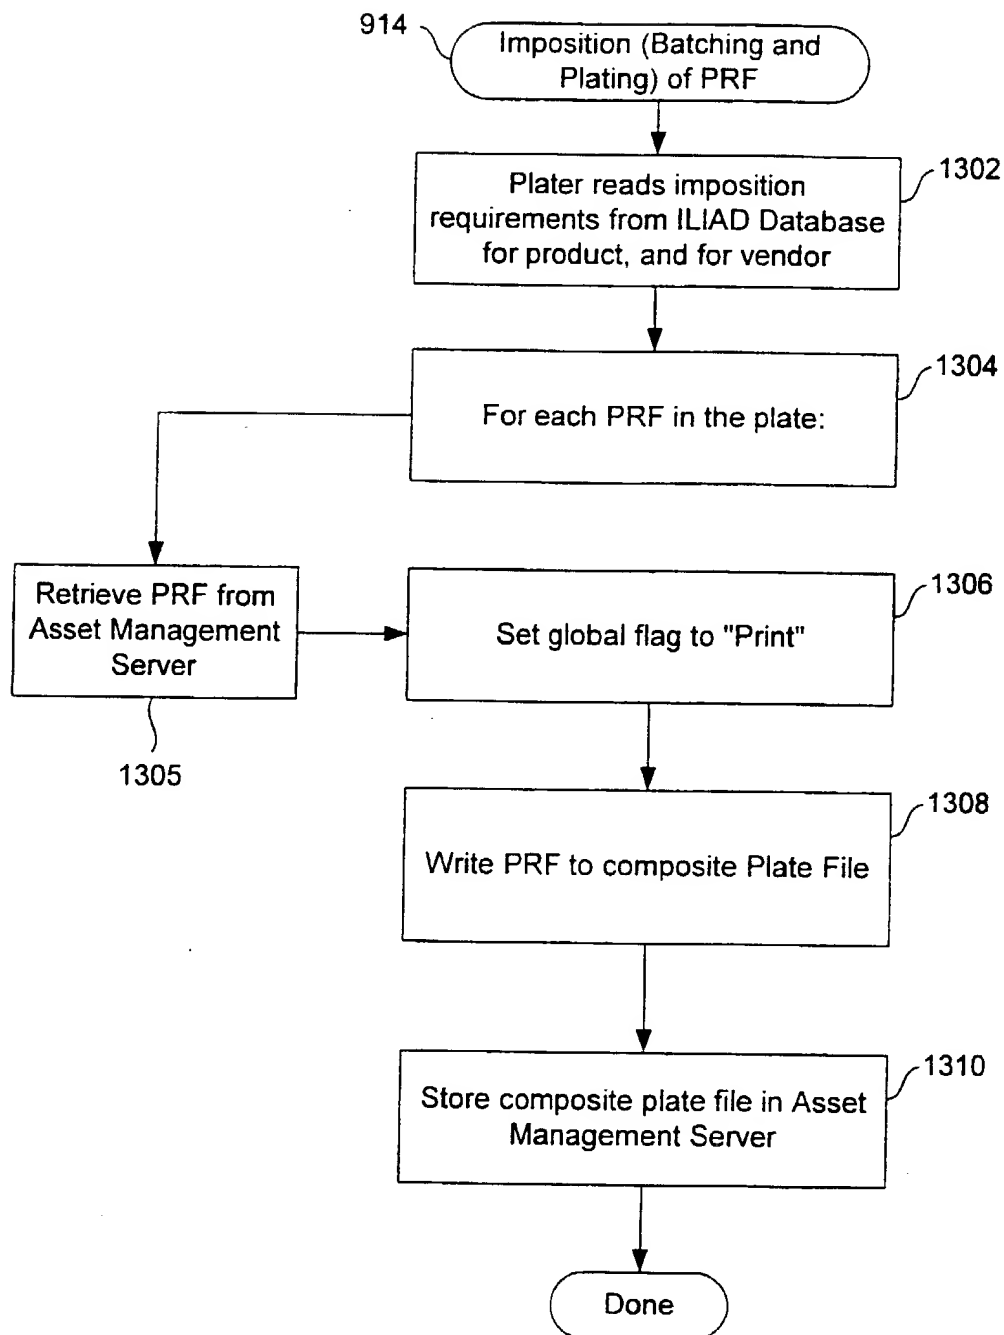 914
Imposition (Batching and
Plating) of PRF
1302
Plater reads imposition
requirements from ILIAD Database
for product, and for vendor
1304
For each PRF in the plate:
Retrieve PRF from
Asset Management
Server
1305
1306
Set global flag to "Print"
1308
Write PRF to composite Plate File
1310
Store composite plate file in Asset
Management Server
Done